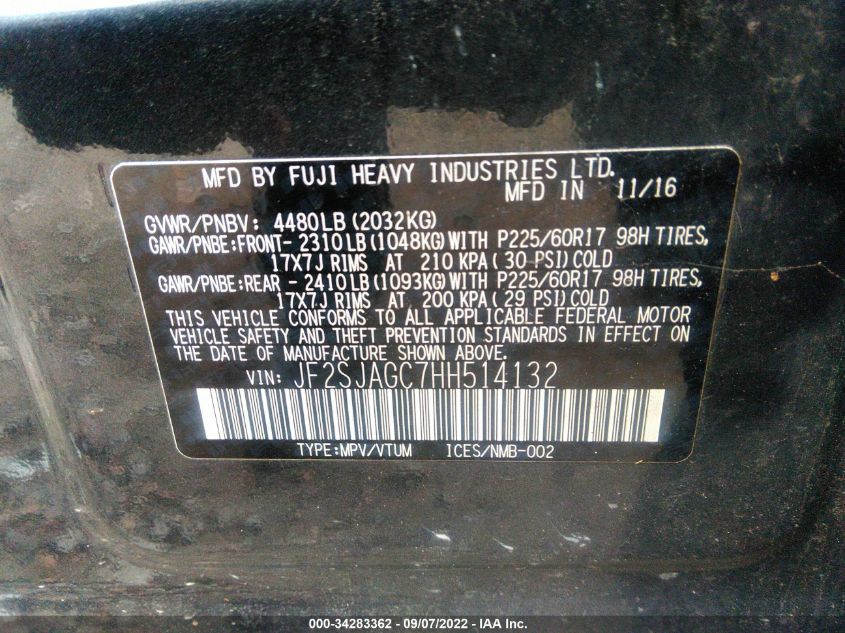 MFD BY FUJI HEAVY INDUSTRIES LTD.
MFD IN 11/16
GVWR/PNBV: 4480LB (2032KG)
GAWR/PNBE:FRONT- 2310LB (1048KG) WITH P225/60R17 98H TIRES,
17X7J RIMS AT 210 KPA ( 30 PSI) COLD
GAWR/PNBE:REAR - 2410LB (1093KG) WITH P225/60R17 98H TIRES,
17X7J RIMS AT 200 KPA ( 29 PSI) COLD
THIS VEHICLE CONFORMS TO ALL APPLICABLE FEDERAL MOTOR
VEHICLE SAFETY AND THEFT PREVENTION STANDARDS IN EFFECT ON
THE DATE OF MANUFACTURE SHOWN ABOVE.
VIN: JF2SJAGC7HH514132
TYPE:MPV/VTUM ICES/NMB-002
000-34283362 - 09/07/2022 - IAA Inc.